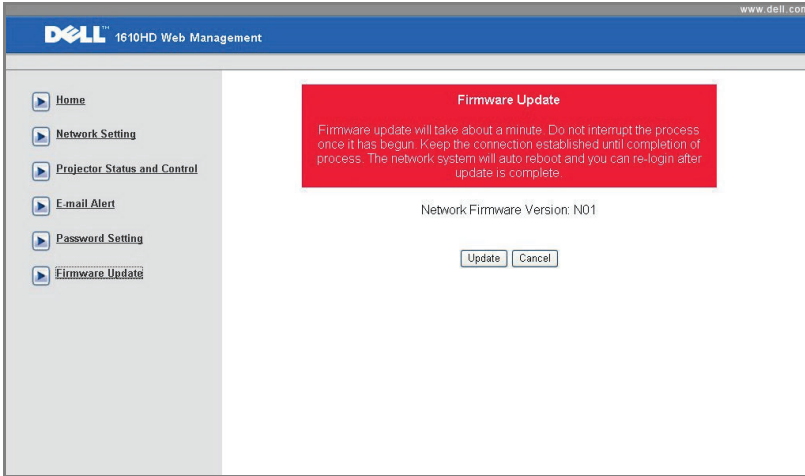 www.dell.com
DELL™ 1610HD Web Management
Home
Network Setting
Projector Status and Control
E-mail Alert
Password Setting
Firmware Update
Firmware Update
Firmware update will take about a minute. Do not interrupt the process
once it has begun. Keep the connection established until completion of
process. The network system will auto reboot and you can re-login after
update is complete.
Network Firmware Version: N01
Update Cancel